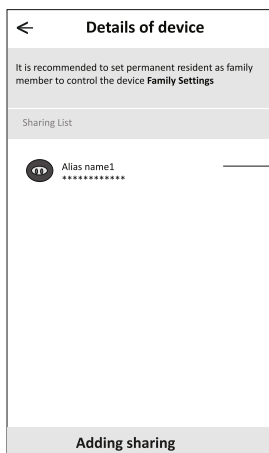 Details of device
It is recommended to set permanent resident as family
member to control the device Family Settings
Sharing List
Alias name1
************
Adding sharing